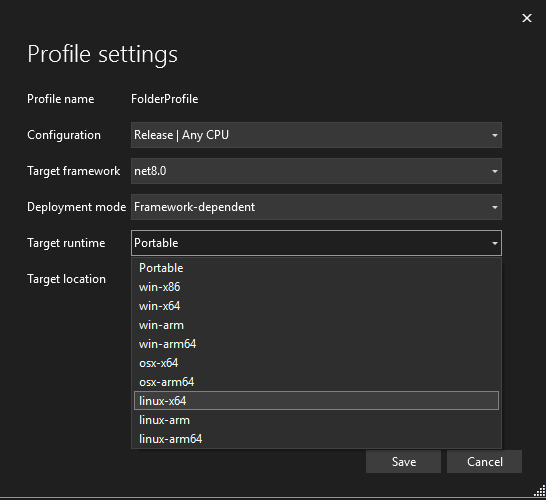 Profile settings
Profile name FolderProfile
Configuration Release | Any CPU
Target framework net8.0
Deployment mode Framework-dependent
Target runtime Portable
Target location
Portable
win-x86
win-x64
win-arm
win-arm64
osx-x64
osx-arm64
linux-x64
linux-arm
linux-arm64
Save Cancel